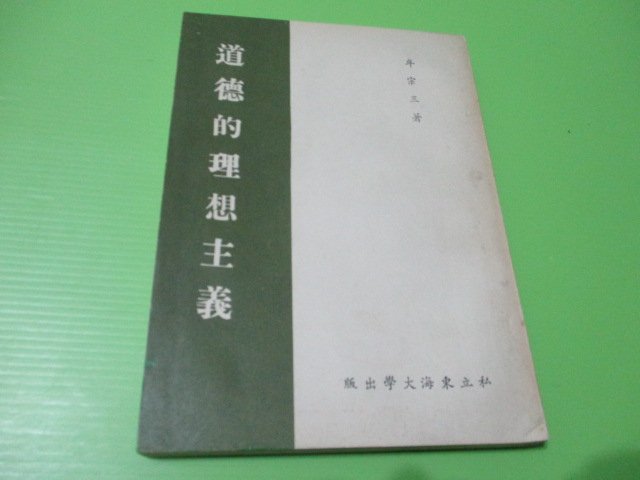 道德的理想主義
牟宗三著
私立東海大學出版